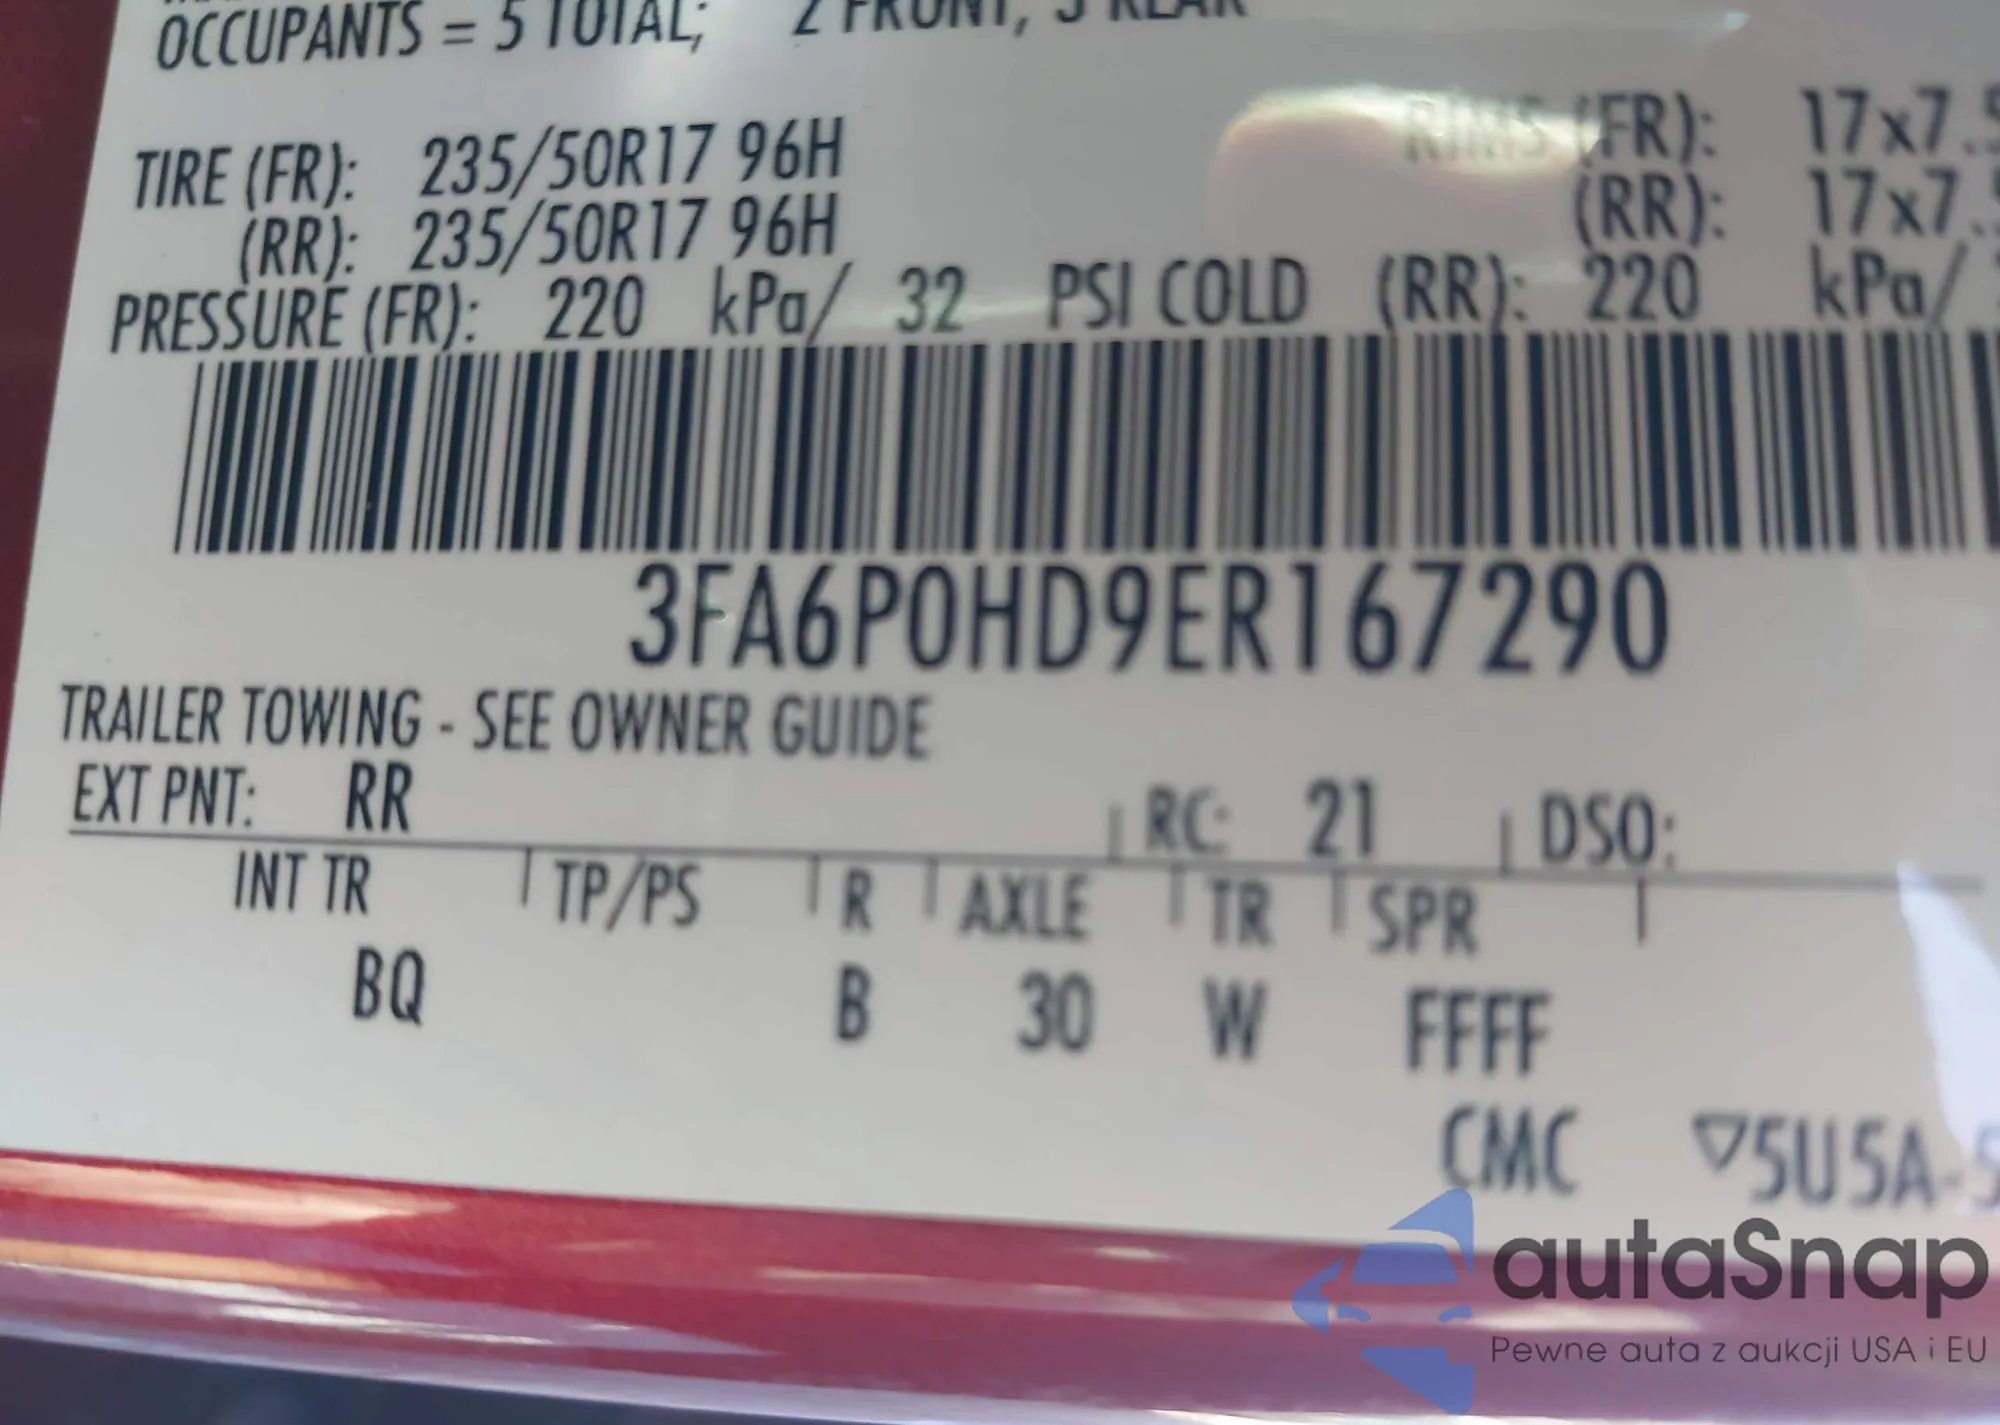 OCCUPANTS = 5 TOTAL; 2 FRONT, 3 REAR
TIRE (FR): 235/50R17 96H RIMS (FR): 17x7.5
(RR): 235/50R17 96H (RR): 17x7.5
PRESSURE (FR): 220 kPa/ 32 PSI COLD (RR): 220 kPa/
3FA6P0HD9ER167290
TRAILER TOWING - SEE OWNER GUIDE
EXT PNT: RR RC: 21 DSO:
INT TR TP/PS R AXLE TR SPR
BQ B 30 W FFFF
CMC ▽5U5A-5
autaSnap
Pewne auta z aukcji USA i EU